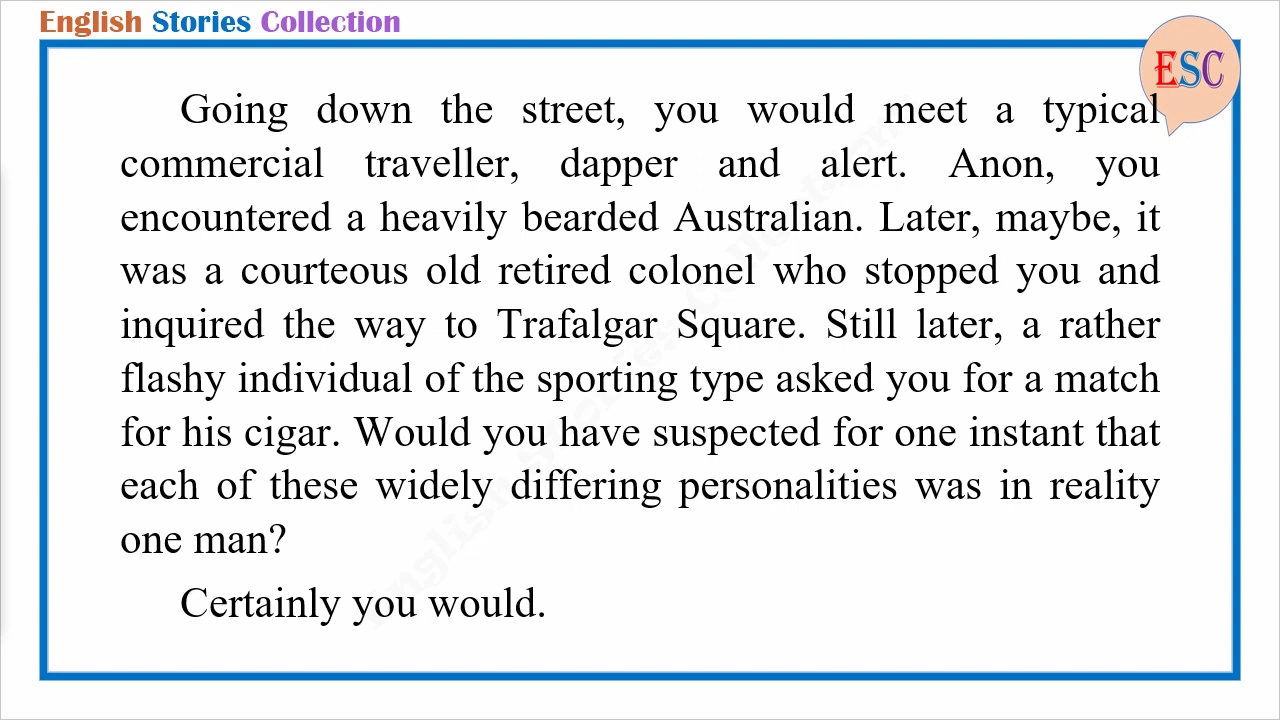 English Stories Collection
ESC
Going down the street, you would meet a typical
commercial traveller, dapper and alert. Anon, you
encountered a heavily bearded Australian. Later, maybe, it
was a courteous old retired colonel who stopped you and
inquired the way to Trafalgar Square. Still later, a rather
flashy individual of the sporting type asked you for a match
for his cigar. Would you have suspected for one instant that
each of these widely differing personalities was in reality
one man?
Certainly you would.
English Stories Collection